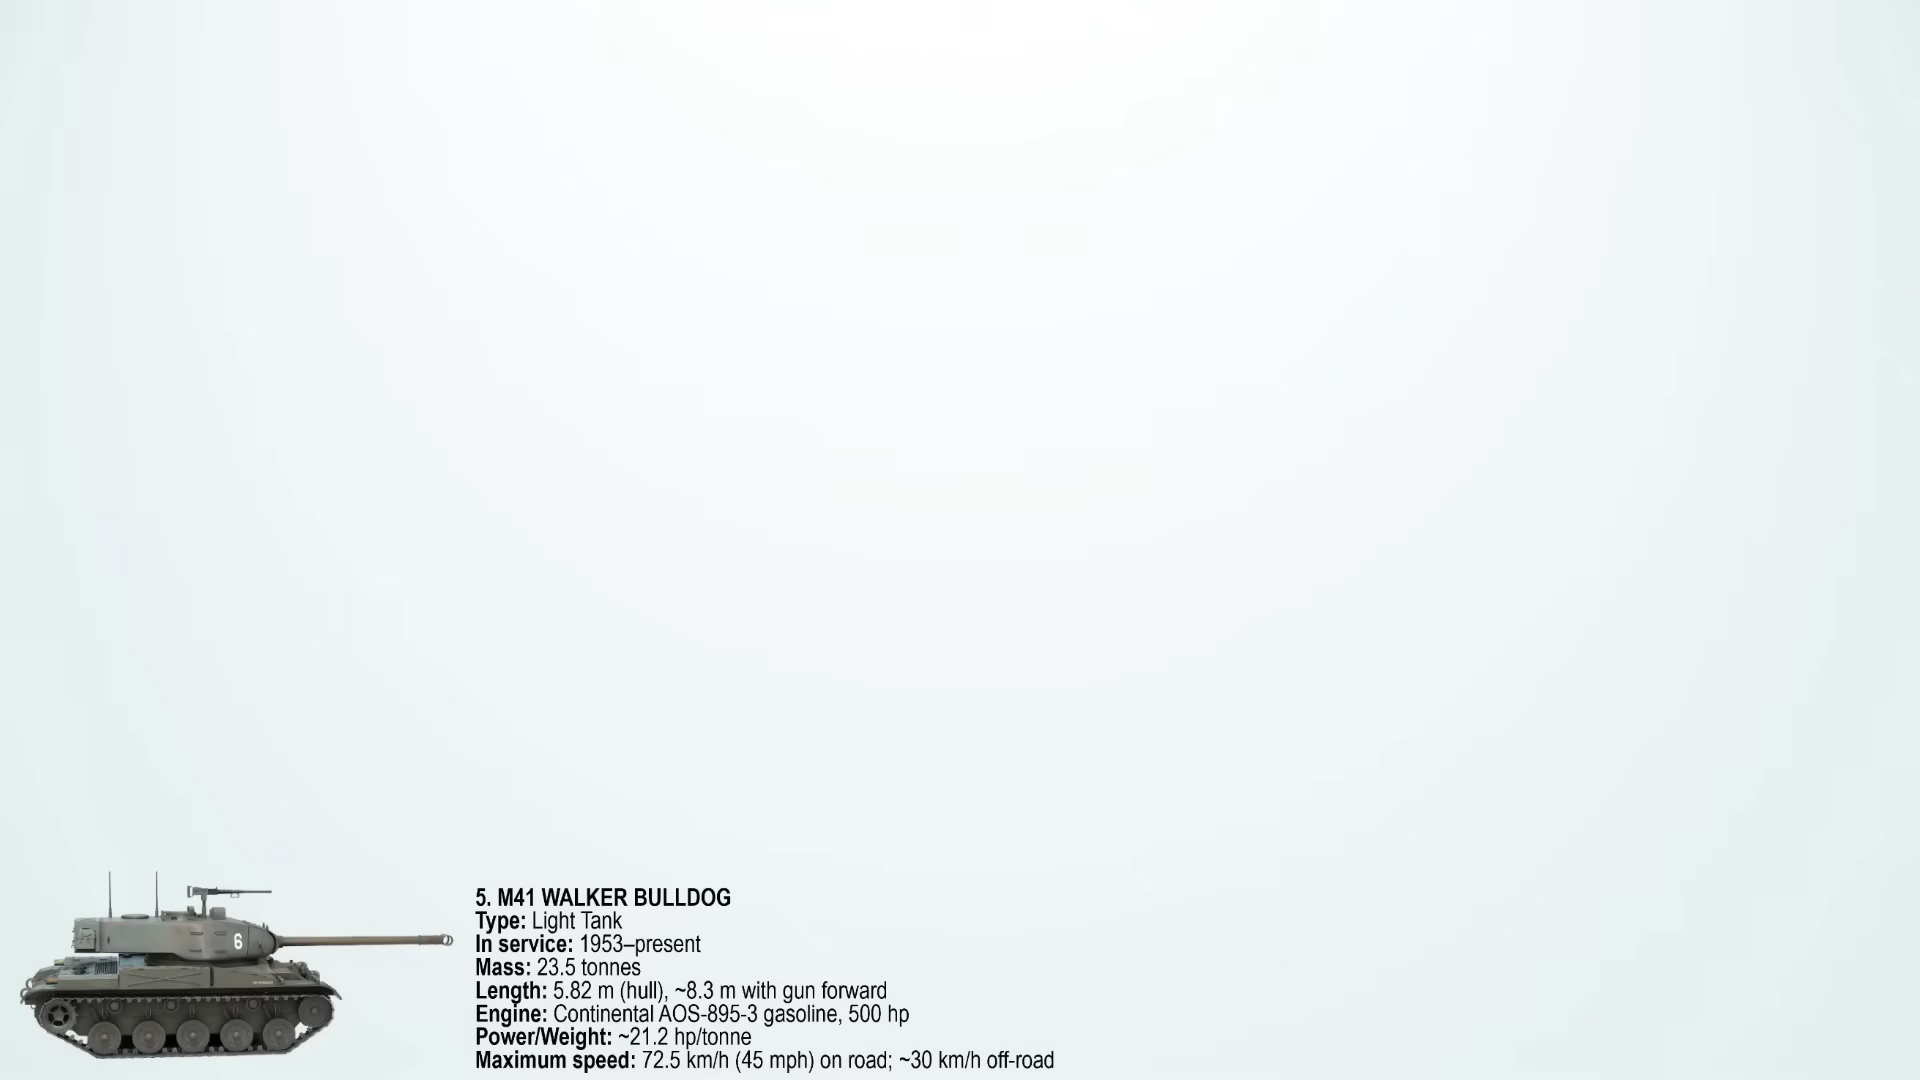 5. M41 WALKER BULLDOG
Type: Light Tank
In service: 1953–present
Mass: 23.5 tonnes
Length: 5.82 m (hull), ~8.3 m with gun forward
Engine: Continental AOS-895-3 gasoline, 500 hp
Power/Weight: ~21.2 hp/tonne
Maximum speed: 72.5 km/h (45 mph) on road; ~30 km/h off-road
6